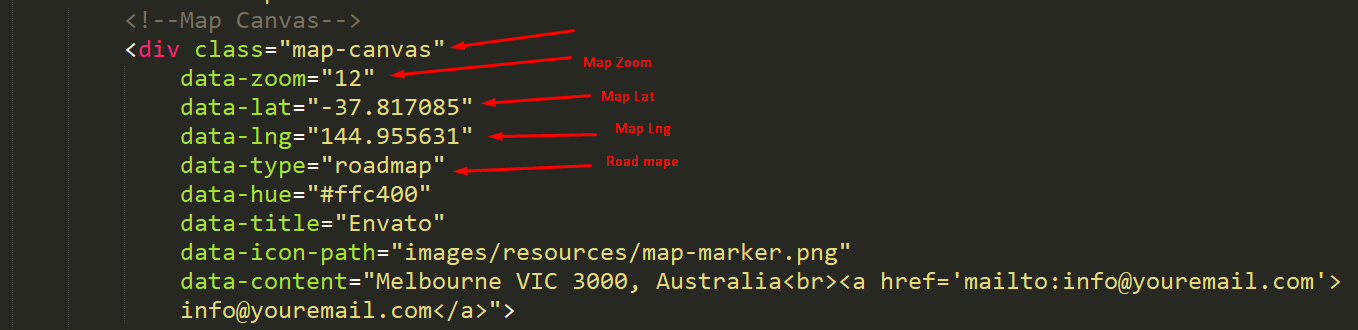 <!--Map Canvas-->
<div class="map-canvas"
data-zoom="12" Map Zoom
data-lat="-37.817085" Map Lat
data-lng="144.955631" Map Lng
data-type="roadmap" Road mape
data-hue="#ffc400"
data-title="Envato"
data-icon-path="images/resources/map-marker.png"
data-content="Melbourne VIC 3000, Australia<br><a href='mailto:info@youremail.com'>
info@youremail.com</a>">